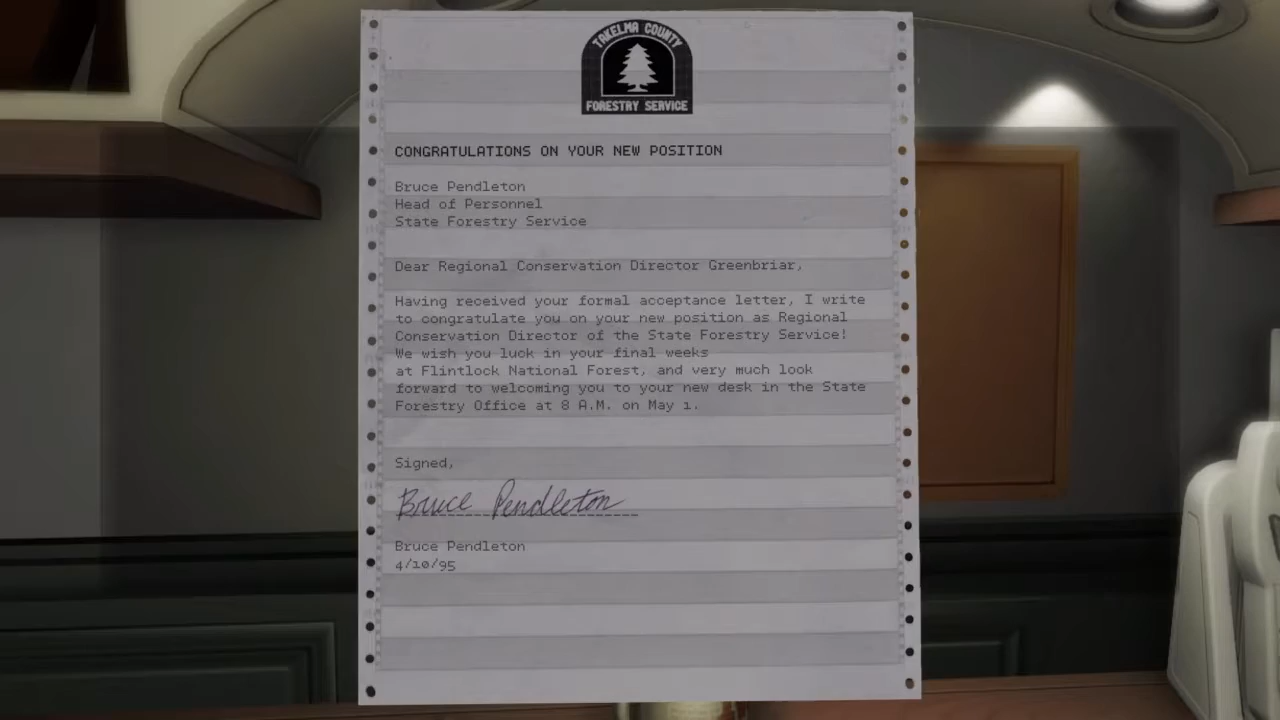 TAKELMA COUNTY
FORESTRY SERVICE
CONGRATULATIONS ON YOUR NEW POSITION
Bruce Pendleton
Head of Personnel
State Forestry Service
Dear Regional Conservation Director Greenbriar,
Having received your formal acceptance letter, I write
to congratulate you on your new position as Regional
Conservation Director of the State Forestry Service!
We wish you luck in your final weeks
at Flintlock National Forest, and very much look
forward to welcoming you to your new desk in the State
Forestry Office at 8 A.M. on May 1.
Signed,
Bruce Pendleton
Bruce Pendleton
4/10/95